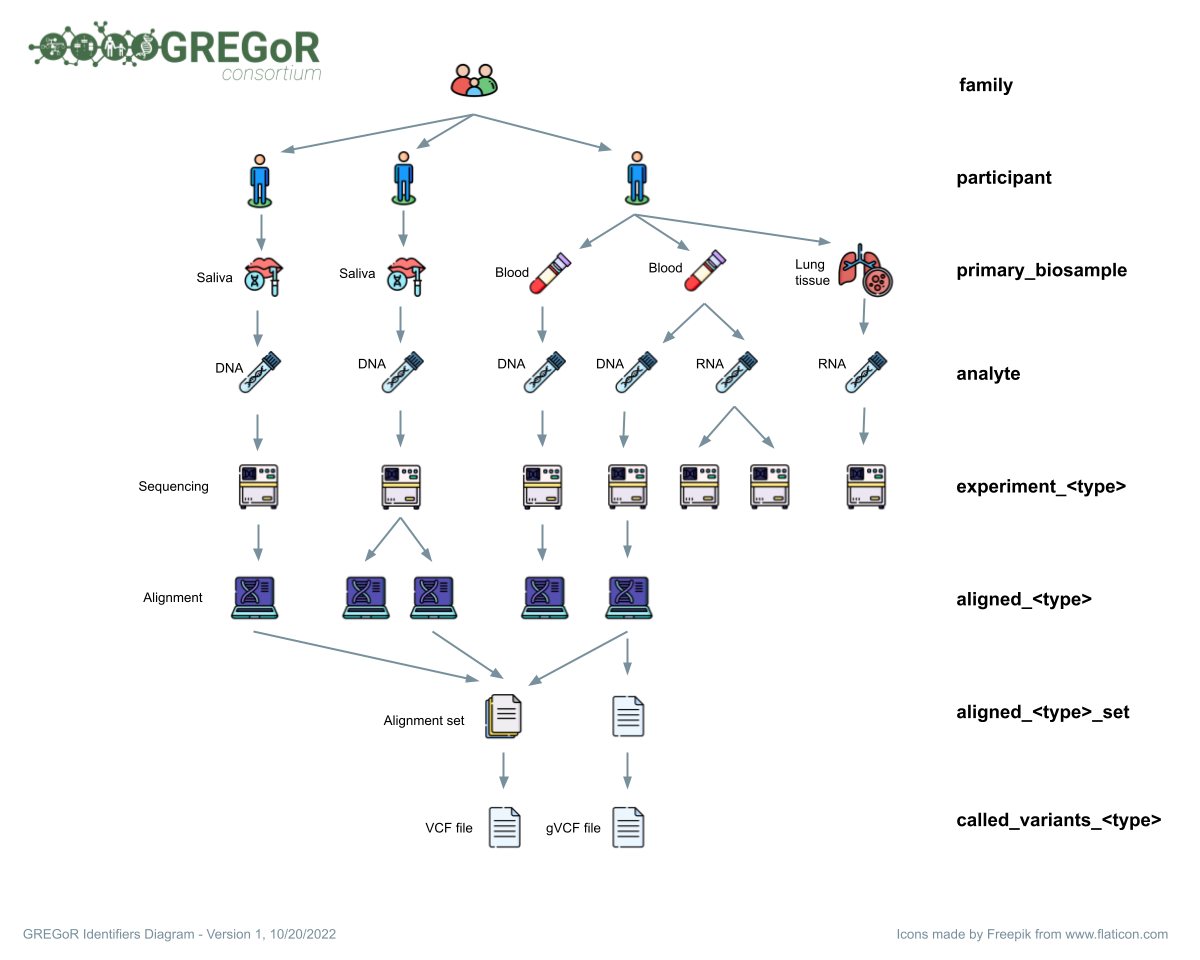 GREGoR
consortium
family
participant
Saliva
Saliva
Blood
Blood
Lung
tissue
primary_biosample
DNA
DNA
DNA
DNA
RNA
RNA
analyte
Sequencing
experiment_<type>
Alignment
aligned_<type>
Alignment set
aligned_<type>_set
VCF file
gVCF file
called_variants_<type>
GREGoR Identifiers Diagram - Version 1, 10/20/2022
Icons made by Freepik from www.flaticon.com